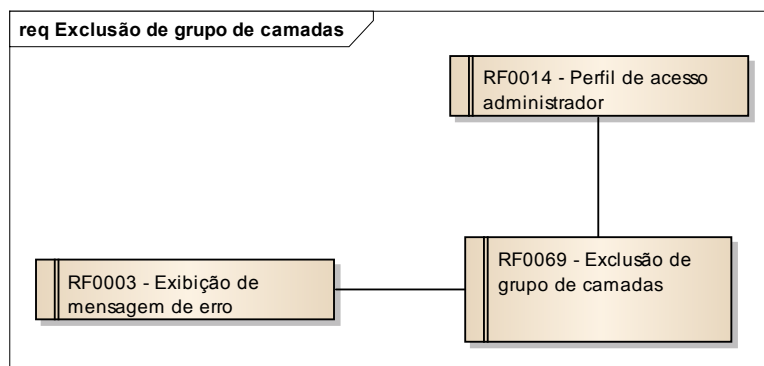 req Exclusão de grupo de camadas
RF0014 - Perfil de acesso
administrador
RF0069 - Exclusão de
grupo de camadas
RF0003 - Exibição de
mensagem de erro